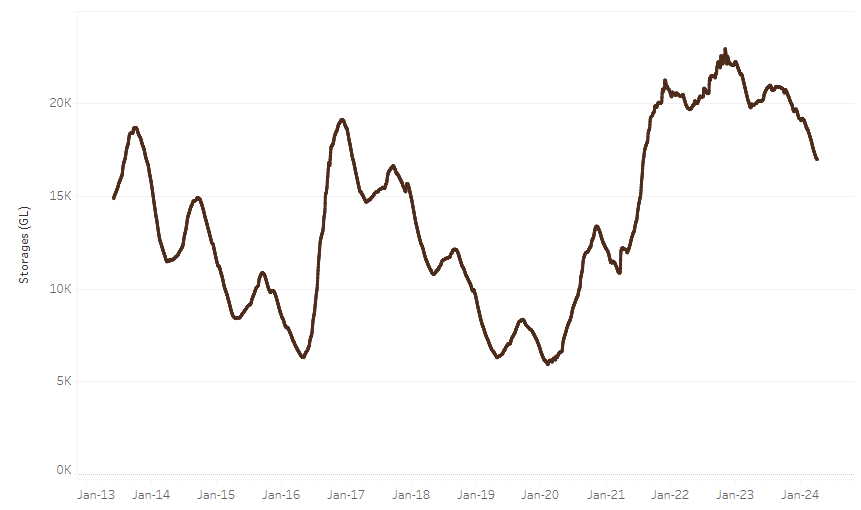 Storages (GL)
20K
15K
10K
5K
0K
Jan-13 Jan-14 Jan-15 Jan-16 Jan-17 Jan-18 Jan-19 Jan-20 Jan-21 Jan-22 Jan-23 Jan-24